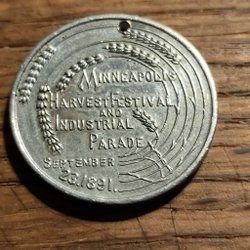 MINNEAPOLIS
HARVEST FESTIVAL
AND
INDUSTRIAL
PARADE
SEPTEMBER
23.1891.